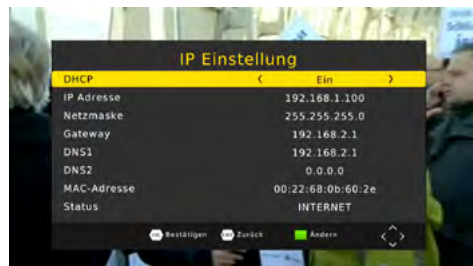 IP Einstellung
DHCP < Ein >
IP Adresse 192.168.1.100
Netzmaske 255.255.255.0
Gateway 192.168.2.1
DNS1 192.168.2.1
DNS2 0.0.0.0
MAC-Adresse 00:22:68:0b:60:2e
Status INTERNET
OK Bestätigen EXIT Zurück Ändern